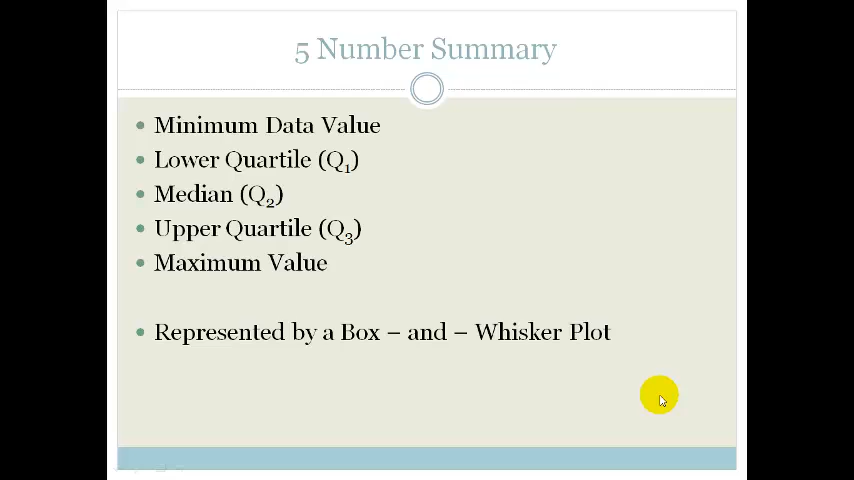 5 Number Summary
• Minimum Data Value
• Lower Quartile (Q₁)
• Median (Q₂)
• Upper Quartile (Q₃)
• Maximum Value
• Represented by a Box – and – Whisker Plot